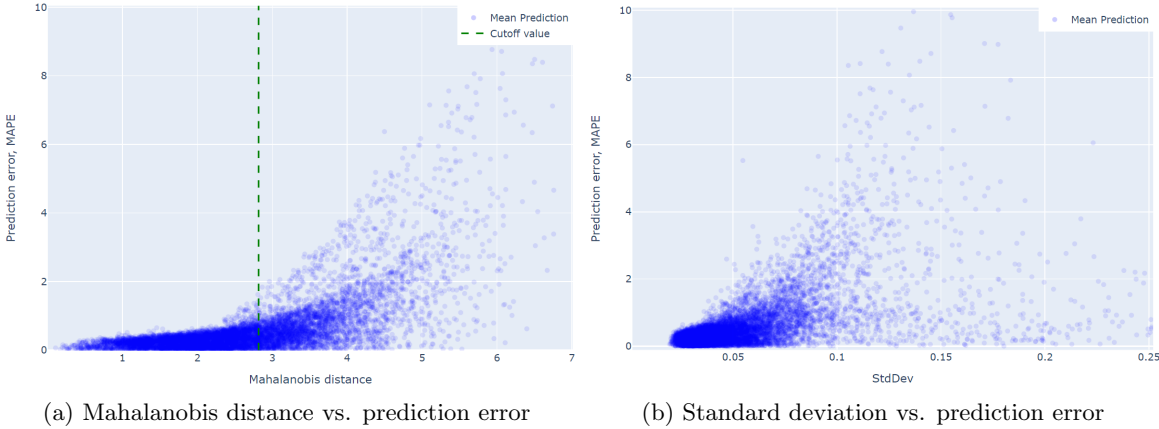 10
8
6
4
2
0
Prediction error, MAPE
1
2
3
4
5
6
7
Mahalanobis distance
Mean Prediction
Cutoff value
(a) Mahalanobis distance vs. prediction error
10
8
6
4
2
0
Prediction error, MAPE
0.05
0.1
0.15
0.2
0.25
StdDev
Mean Prediction
(b) Standard deviation vs. prediction error